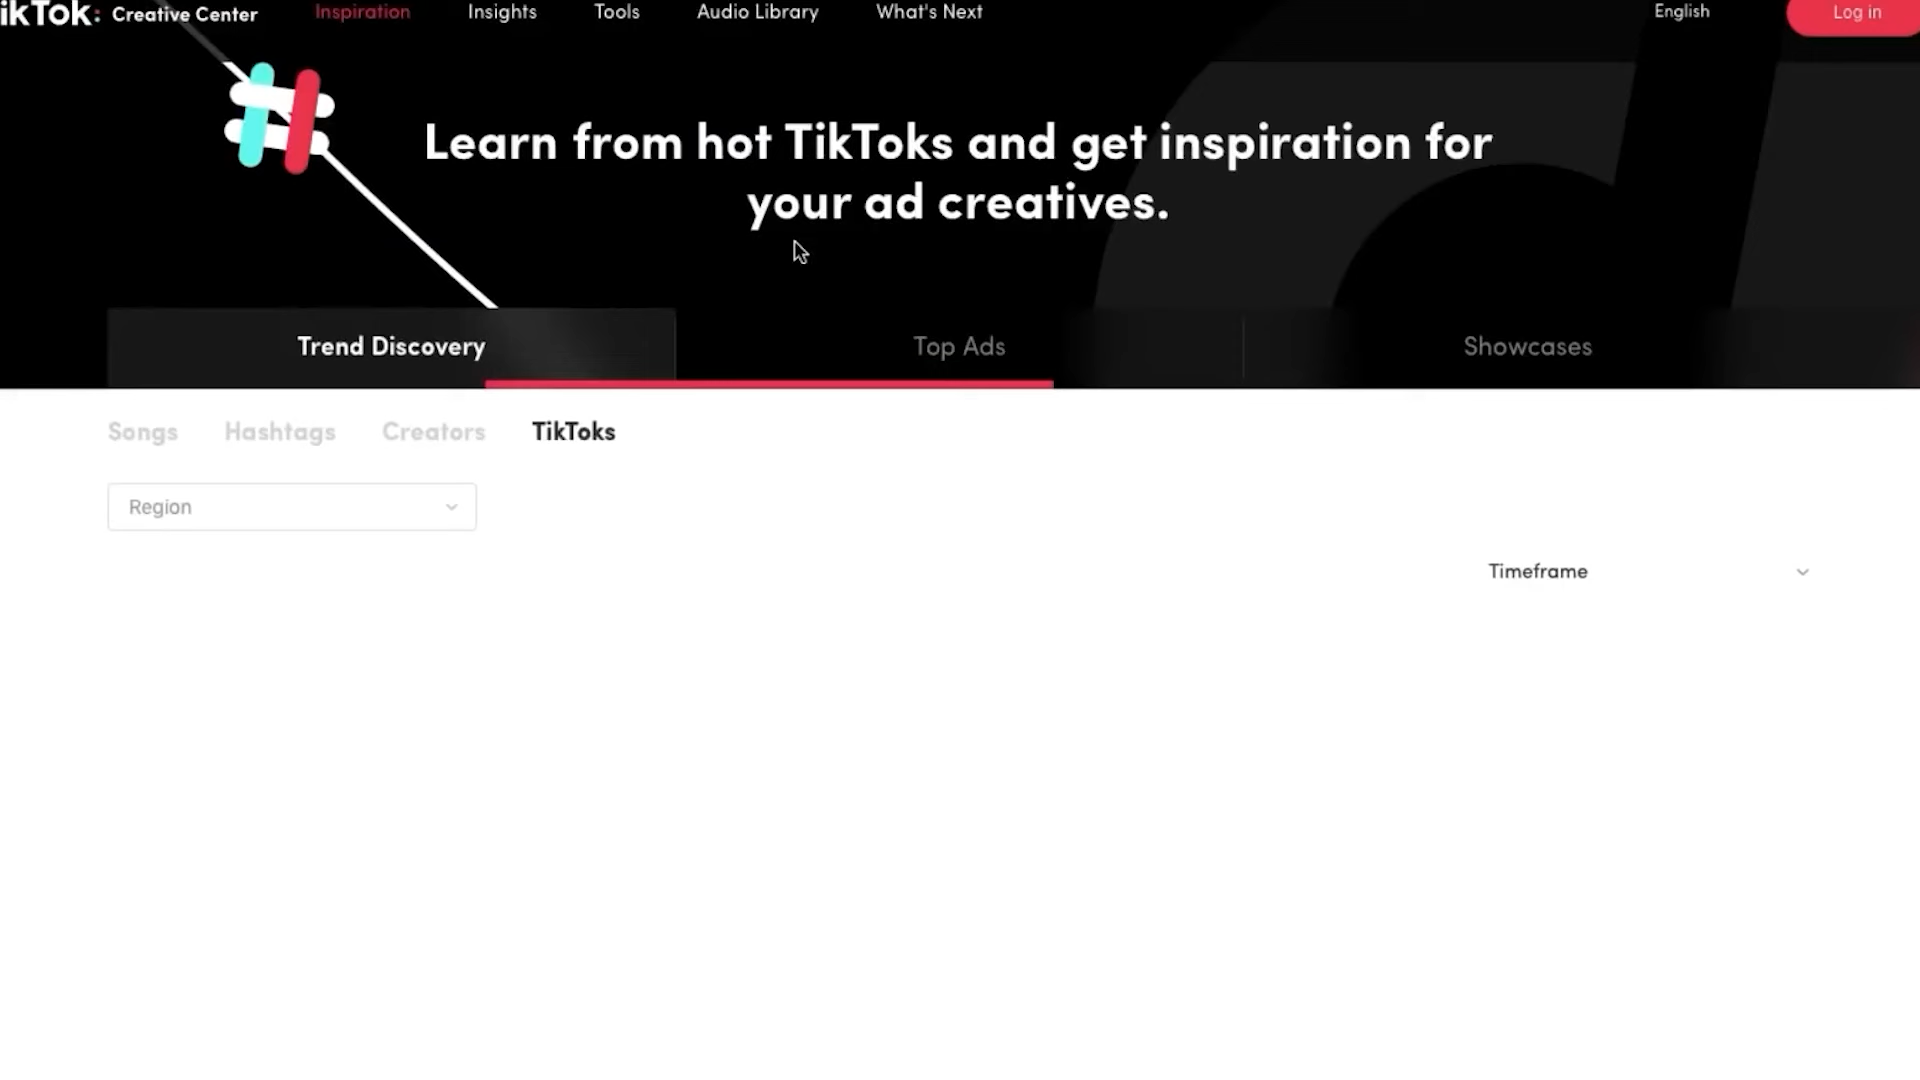 ikTok: Creative Center Inspiration Insights Tools Audio Library What's Next English Log in
Learn from hot TikToks and get inspiration for
your ad creatives.
Trend Discovery Top Ads Showcases
Songs Hashtags Creators TikToks
Region
Timeframe